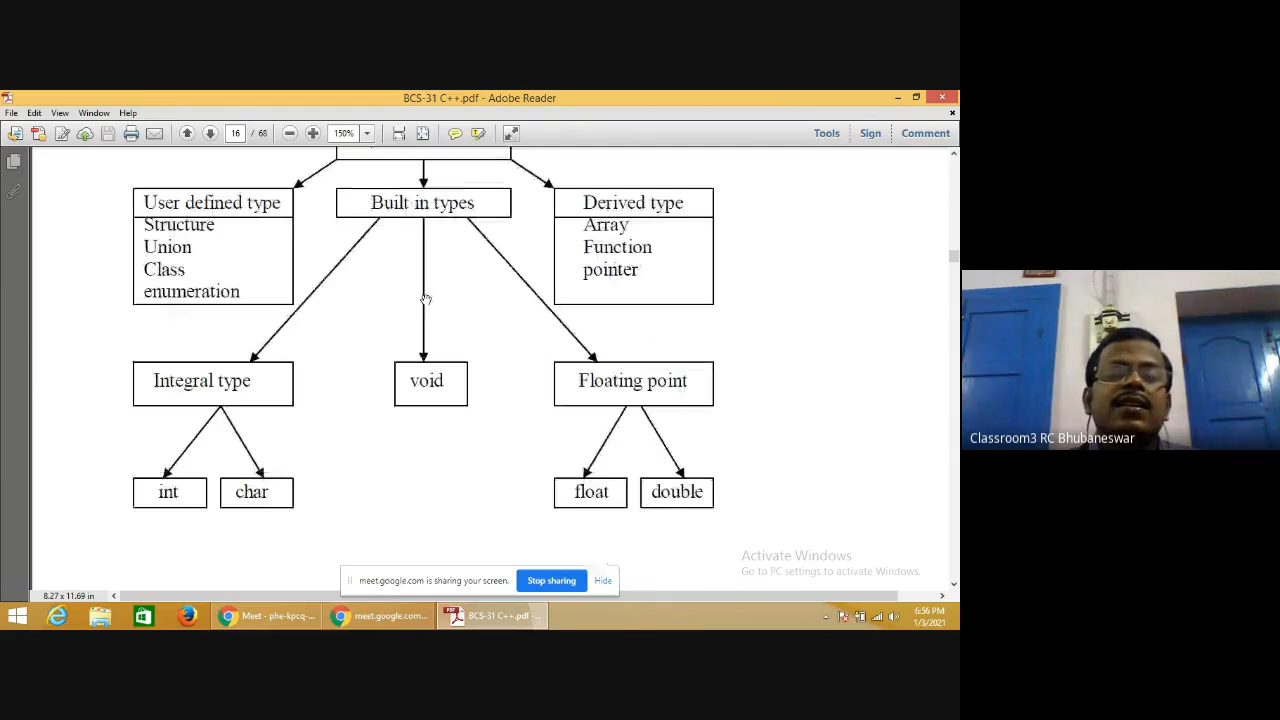 BCS-31 C++.pdf - Adobe Reader
File Edit View Window Help
16 / 68 150% Tools Sign Comment
User defined type
Structure
Union
Class
enumeration
Built in types
Derived type
Array
Function
pointer
Integral type
void
Floating point
int
char
float
double
Classroom3 RC Bhubaneswar
Activate Windows
Go to PC settings to activate Windows.
meet.google.com is sharing your screen. Stop sharing Hide
8.27 x 11.69 in
Meet - phe-kpcq-...
meet.google.com...
PDF
BCS-31 C++.pdf -...
6:56 PM
1/3/2021